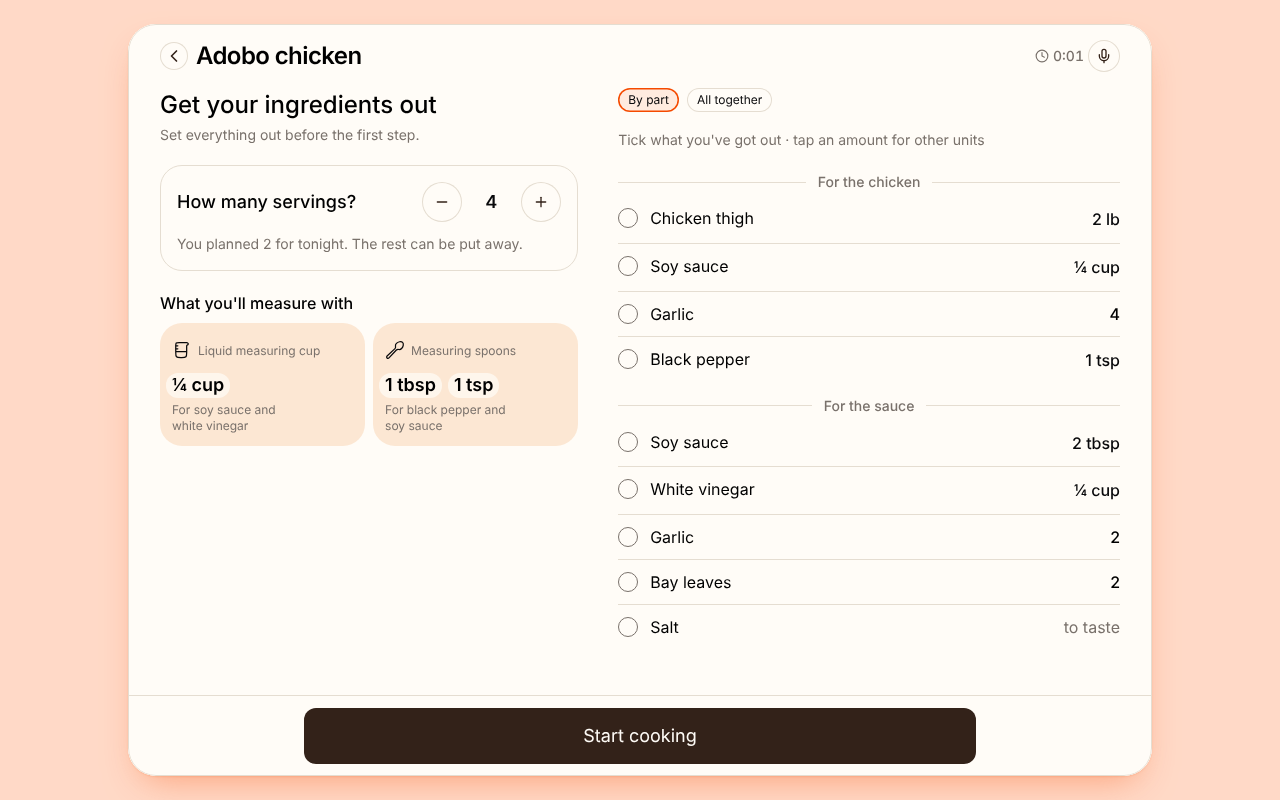 Adobo chicken
0:01
Get your ingredients out
Set everything out before the first step.
How many servings?
4
You planned 2 for tonight. The rest can be put away.
What you'll measure with
Liquid measuring cup
¼ cup
For soy sauce and
white vinegar
Measuring spoons
1 tbsp 1 tsp
For black pepper and
soy sauce
By part
All together
Tick what you've got out · tap an amount for other units
For the chicken
Chicken thigh 2 lb
Soy sauce ¼ cup
Garlic 4
Black pepper 1 tsp
For the sauce
Soy sauce 2 tbsp
White vinegar ¼ cup
Garlic 2
Bay leaves 2
Salt to taste
Start cooking